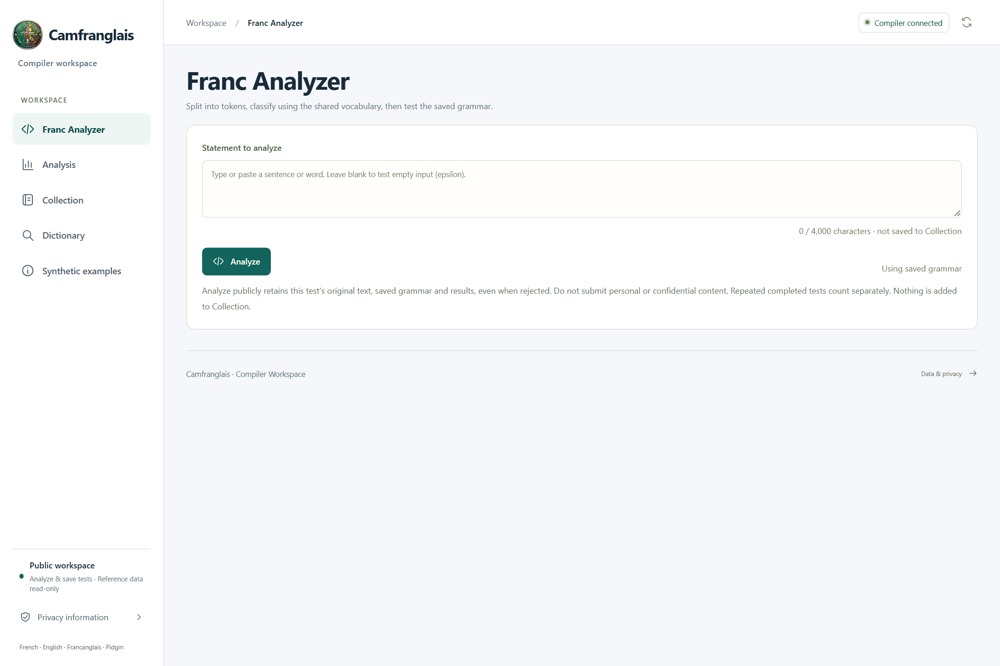 Camfranglais
Compiler workspace
WORKSPACE
Franc Analyzer
Analysis
Collection
Dictionary
Synthetic examples
Public workspace
Analyze & save tests · Reference data
read-only
Privacy information
French · English · Francanglais · Pidgin
Workspace / Franc Analyzer
Compiler connected
Franc Analyzer
Split into tokens, classify using the shared vocabulary, then test the saved grammar.
Statement to analyze
Type or paste a sentence or word. Leave blank to test empty input (epsilon).
0 / 4,000 characters · not saved to Collection
Analyze
Using saved grammar
Analyze publicly retains this test’s original text, saved grammar and results, even when rejected. Do not submit personal or confidential content. Repeated completed tests count separately. Nothing is added
to Collection.
Camfranglais · Compiler Workspace
Data & privacy